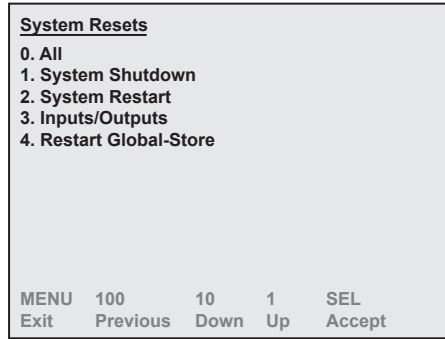 System Resets
0. All
1. System Shutdown
2. System Restart
3. Inputs/Outputs
4. Restart Global-Store
MENU 100 10 1 SEL
Exit Previous Down Up Accept